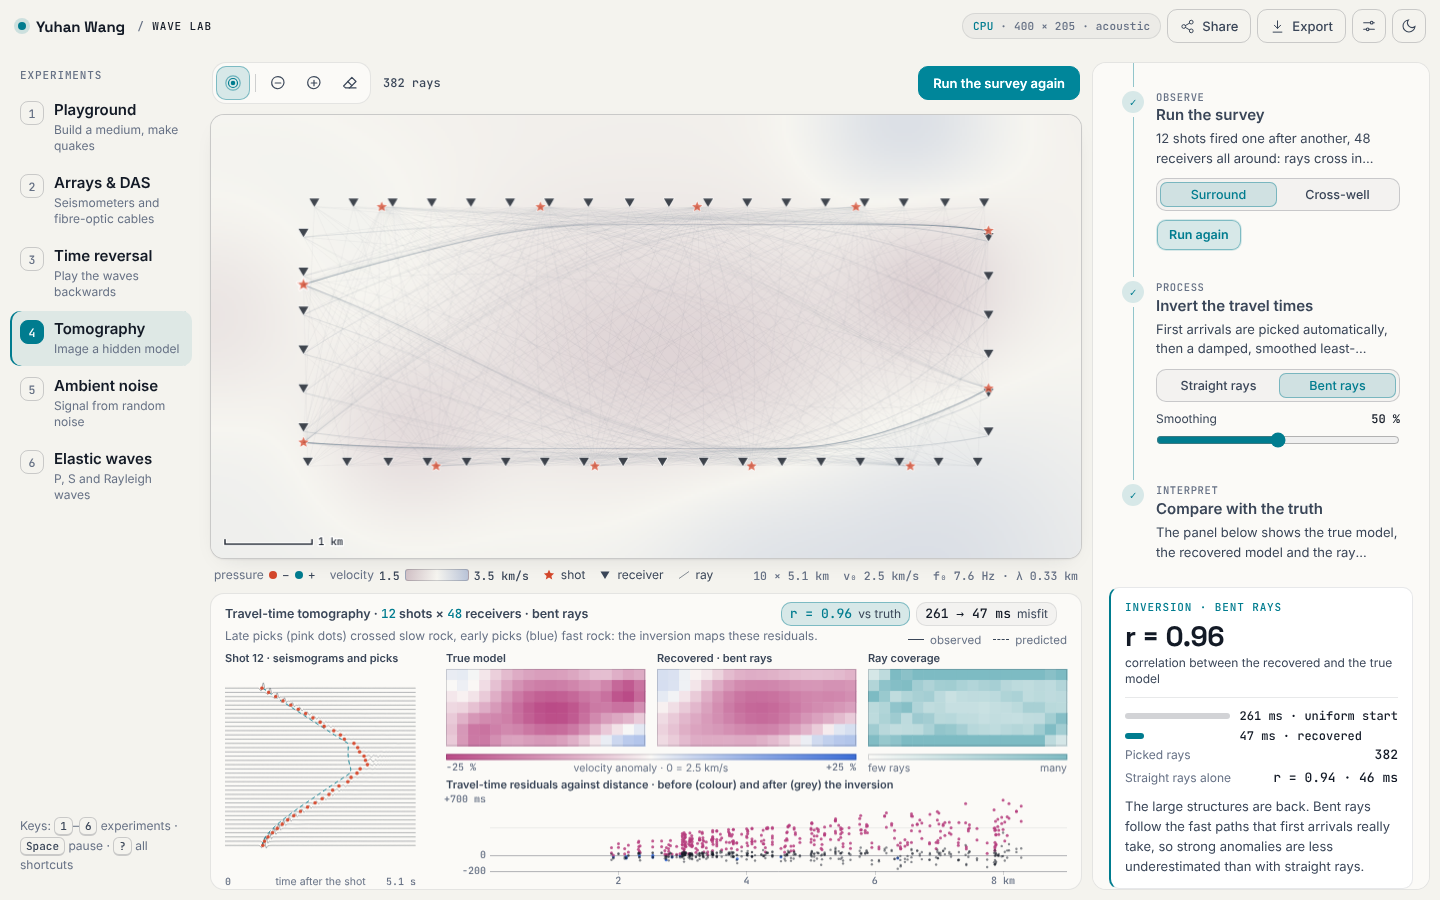 Yuhan Wang / WAVE LAB
CPU · 400 × 205 · acoustic
Share
Export
EXPERIMENTS
1
Playground
Build a medium, make
quakes
2
Arrays & DAS
Seismometers and
fibre-optic cables
3
Time reversal
Play the waves
backwards
4
Tomography
Image a hidden model
5
Ambient noise
Signal from random
noise
6
Elastic waves
P, S and Rayleigh
waves
Keys: 1–6 experiments ·
Space pause · ? all
shortcuts
382 rays
Run the survey again
1 km
pressure − + velocity 1.5 3.5 km/s shot receiver ray 10 × 5.1 km v₀ 2.5 km/s f₀ 7.6 Hz · λ 0.33 km
Travel-time tomography · 12 shots × 48 receivers · bent rays
r = 0.96 vs truth
261 → 47 ms misfit
Late picks (pink dots) crossed slow rock, early picks (blue) fast rock: the inversion maps these residuals.
observed predicted
Shot 12 · seismograms and picks
0 time after the shot 5.1 s
True model
Recovered · bent rays
Ray coverage
-25 % velocity anomaly · 0 = 2.5 km/s +25 %
few rays many
Travel-time residuals against distance · before (colour) and after (grey) the inversion
+700 ms
0
-200
2 4 6 8 km
OBSERVE
Run the survey
12 shots fired one after another, 48
receivers all around: rays cross in…
Surround
Cross-well
Run again
PROCESS
Invert the travel times
First arrivals are picked automatically,
then a damped, smoothed least-…
Straight rays
Bent rays
Smoothing 50 %
INTERPRET
Compare with the truth
The panel below shows the true model,
the recovered model and the ray…
INVERSION · BENT RAYS
r = 0.96
correlation between the recovered and the true
model
261 ms · uniform start
47 ms · recovered
Picked rays 382
Straight rays alone r = 0.94 · 46 ms
The large structures are back. Bent rays
follow the fast paths that first arrivals really
take, so strong anomalies are less
underestimated than with straight rays.